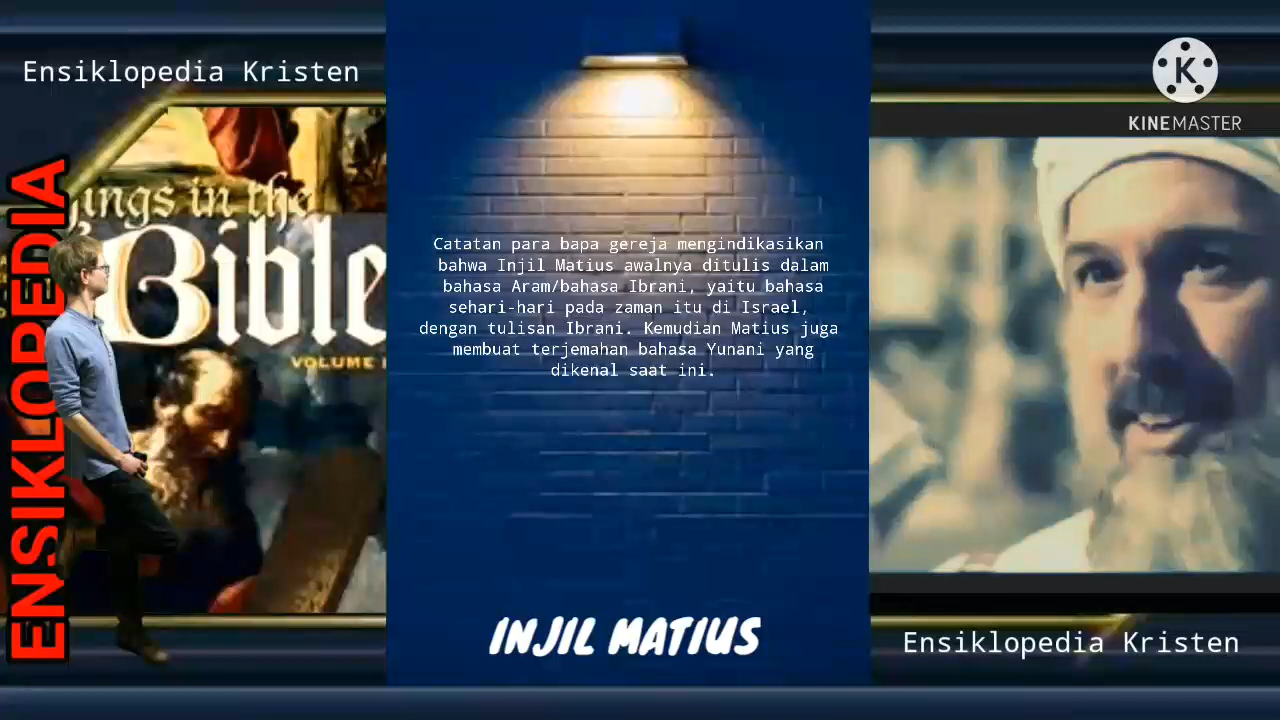 Ensiklopedia Kristen
KINEMASTER
ENSIKLOPEDIA
ings in the
Bible
VOLUME
Catatan para bapa gereja mengindikasikan
bahwa Injil Matius awalnya ditulis dalam
bahasa Aram/bahasa Ibrani, yaitu bahasa
sehari-hari pada zaman itu di Israel,
dengan tulisan Ibrani. Kemudian Matius juga
membuat terjemahan bahasa Yunani yang
dikenal saat ini.
INJIL MATIUS
Ensiklopedia Kristen